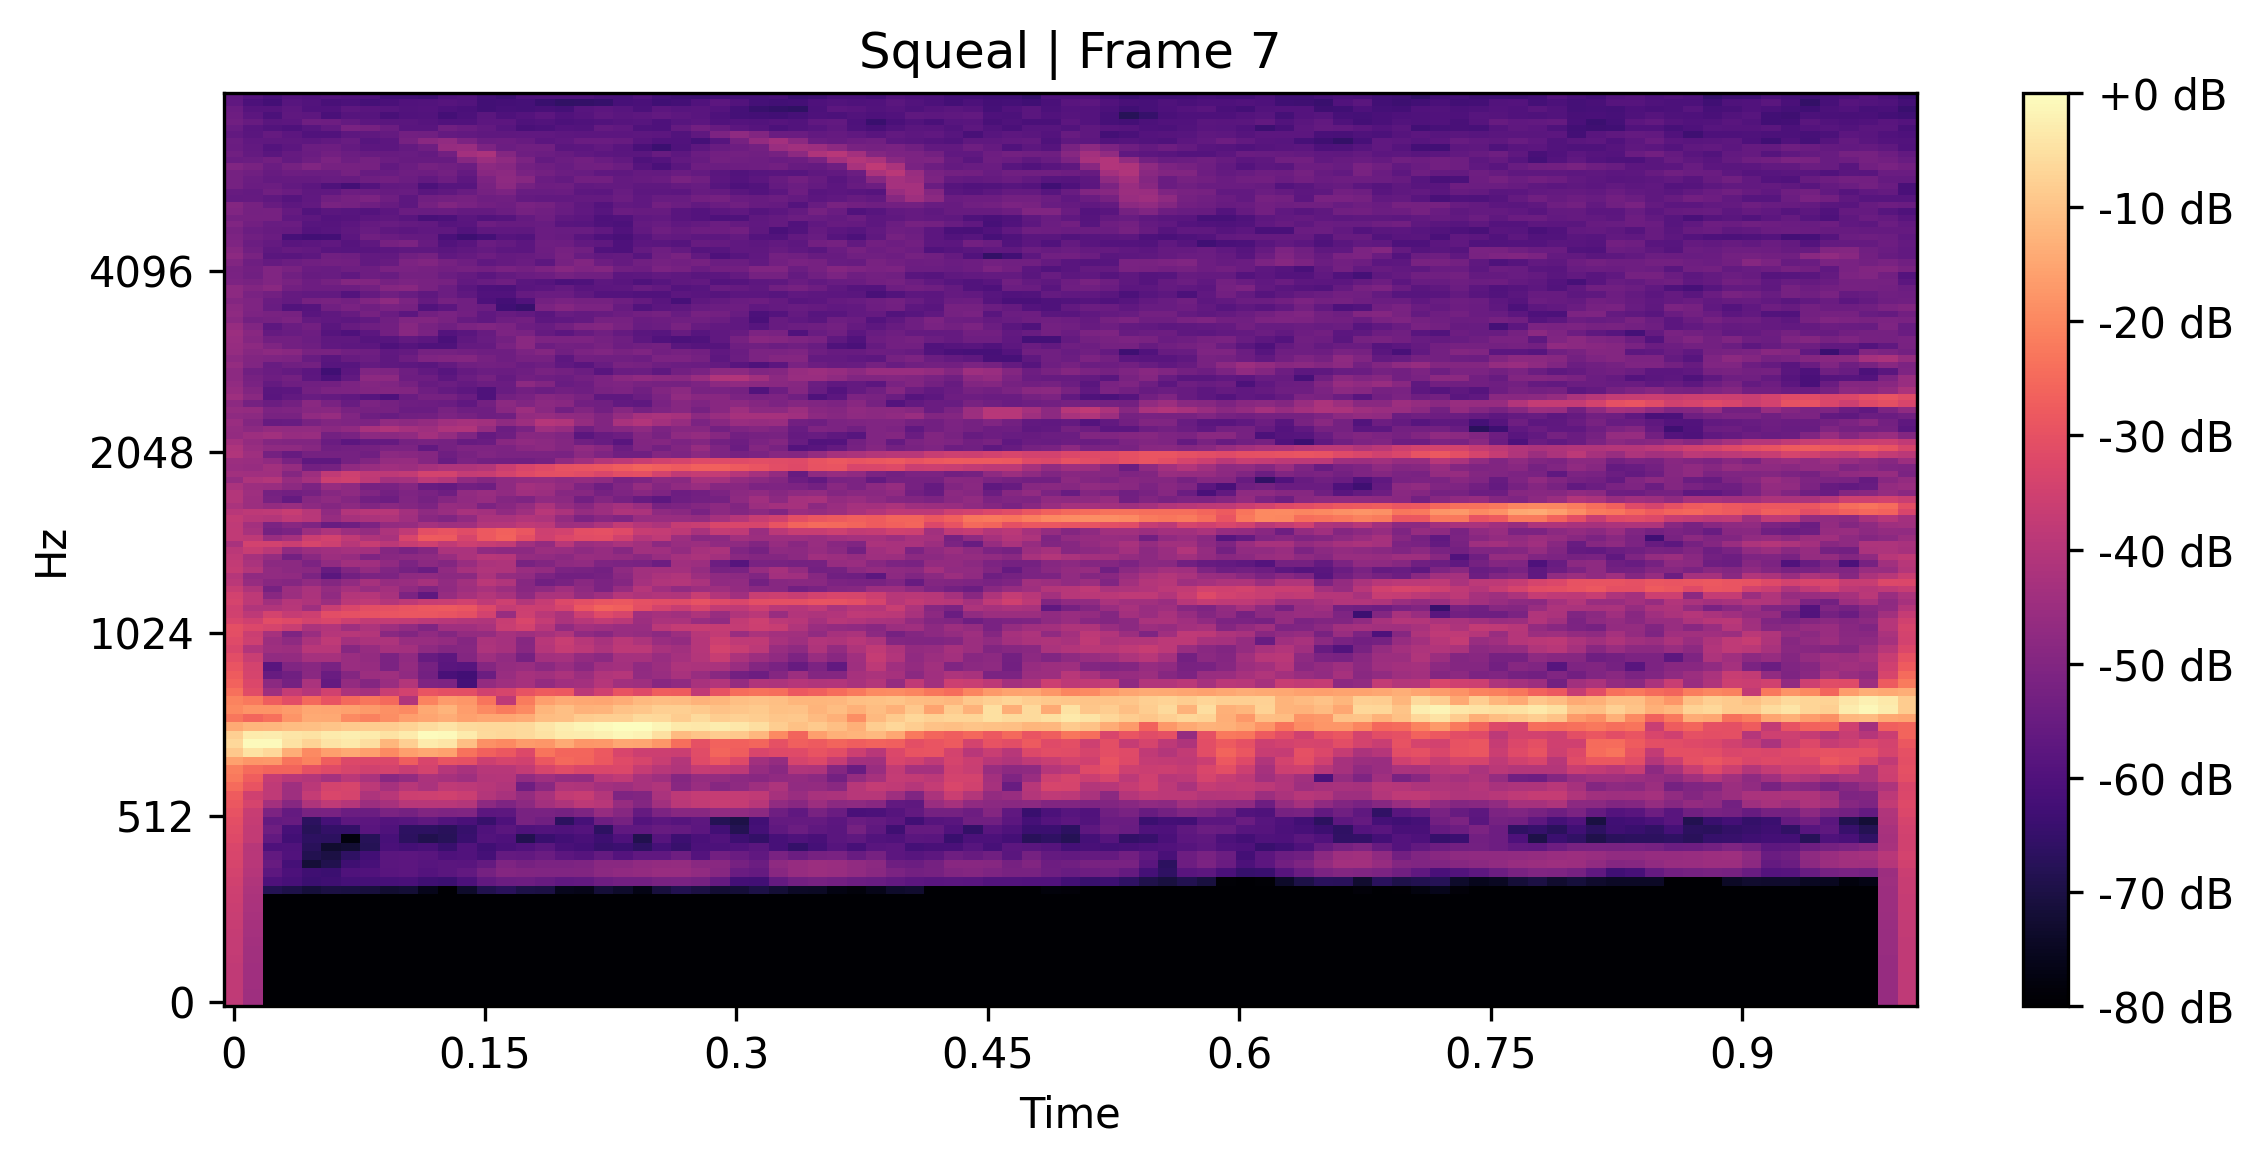 Squeal | Frame 7
+0 dB
-10 dB
-20 dB
-30 dB
-40 dB
-50 dB
-60 dB
-70 dB
-80 dB
4096
2048
1024
512
0
Hz
0 0.15 0.3 0.45 0.6 0.75 0.9
Time